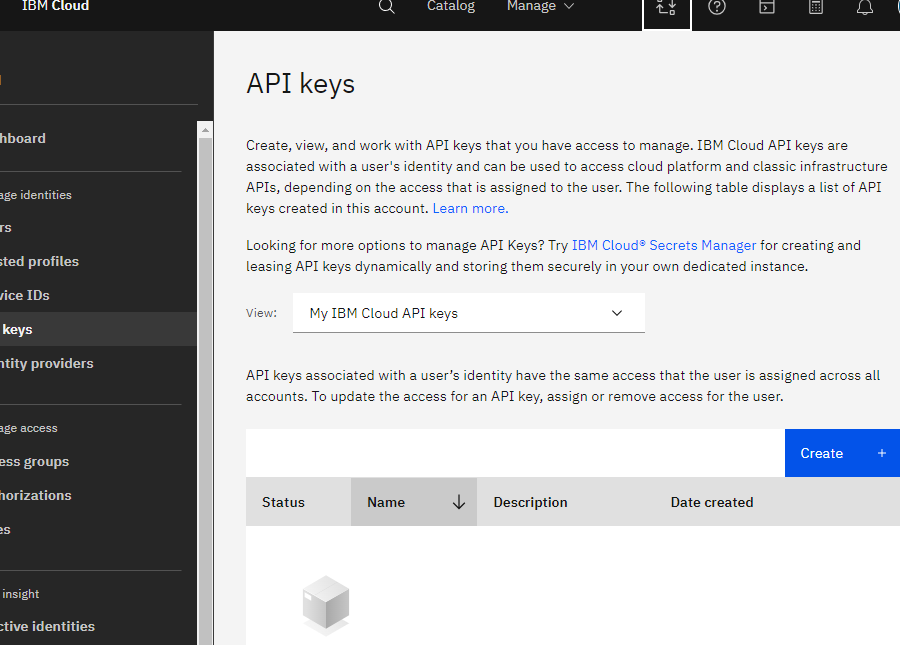 IBM Cloud
Catalog
Manage
hboard
age identities
rs
sted profiles
vice IDs
keys
ntity providers
age access
ess groups
horizations
es
insight
ctive identities
API keys
Create, view, and work with API keys that you have access to manage. IBM Cloud API keys are
associated with a user's identity and can be used to access cloud platform and classic infrastructure
APIs, depending on the access that is assigned to the user. The following table displays a list of API
keys created in this account. Learn more.
Looking for more options to manage API Keys? Try IBM Cloud® Secrets Manager for creating and
leasing API keys dynamically and storing them securely in your own dedicated instance.
View: My IBM Cloud API keys
API keys associated with a user’s identity have the same access that the user is assigned across all
accounts. To update the access for an API key, assign or remove access for the user.
Create +
Status Name Description Date created